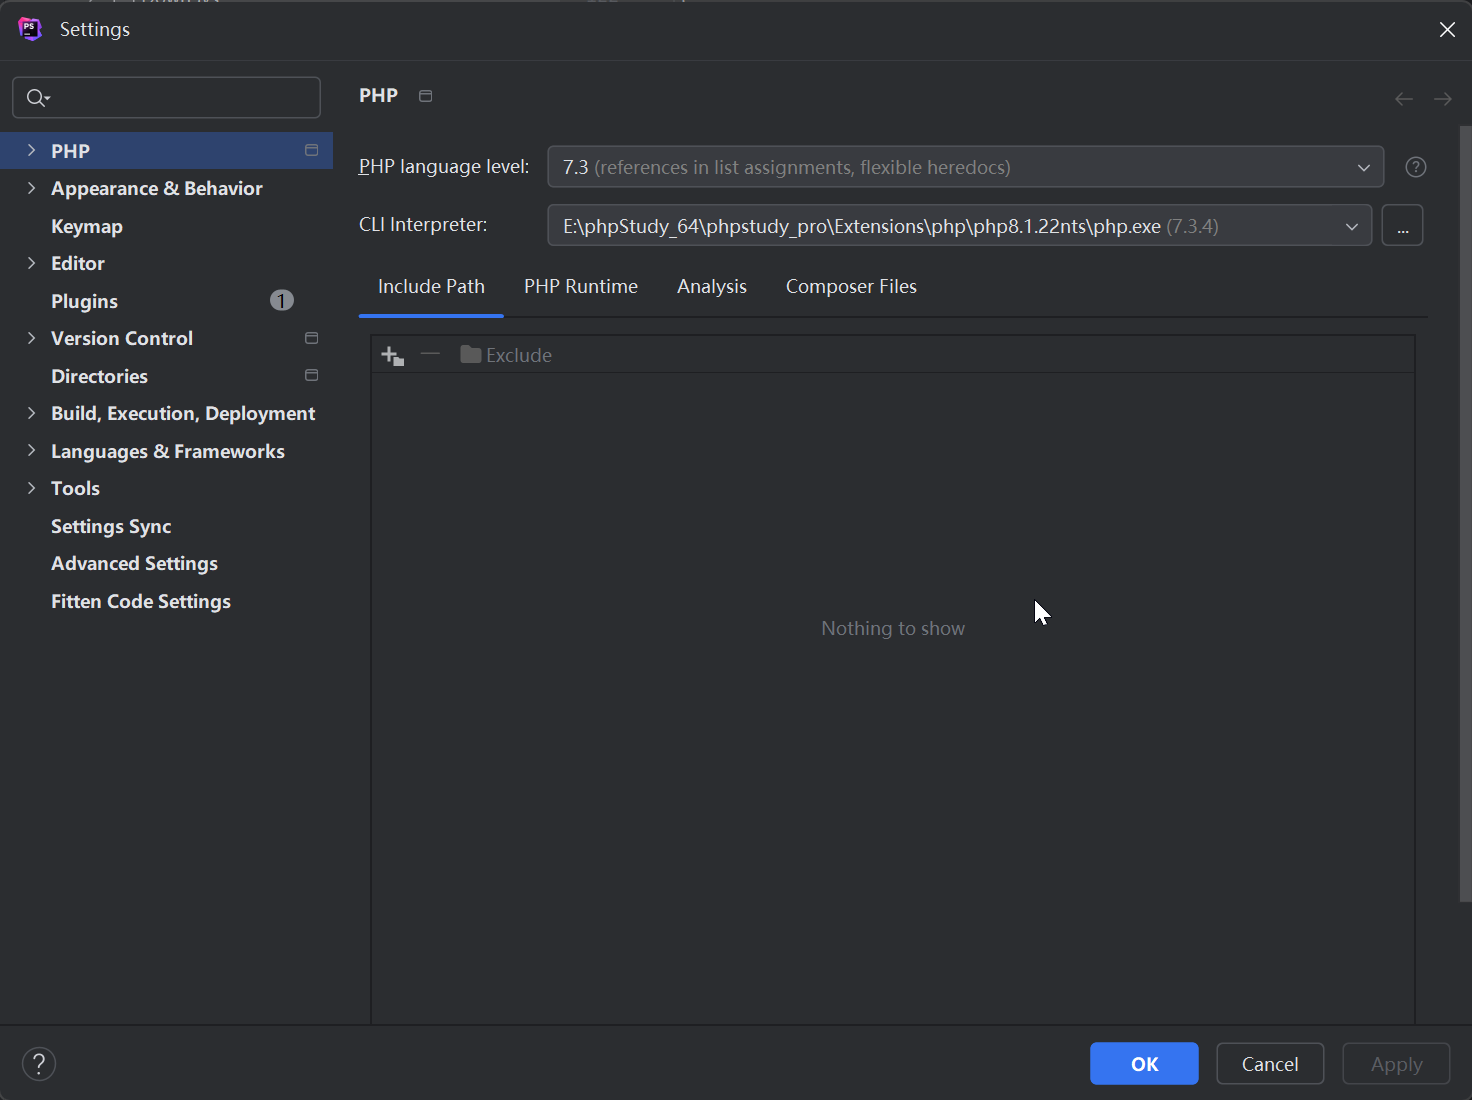 PS Settings
PHP
Appearance & Behavior
Keymap
Editor
Plugins 1
Version Control
Directories
Build, Execution, Deployment
Languages & Frameworks
Tools
Settings Sync
Advanced Settings
Fitten Code Settings
PHP
PHP language level: 7.3 (references in list assignments, flexible heredocs) ?
CLI Interpreter: E:\phpStudy_64\phpstudy_pro\Extensions\php\php8.1.22nts\php.exe (7.3.4) ...
Include Path PHP Runtime Analysis Composer Files
Exclude
Nothing to show
? OK Cancel Apply